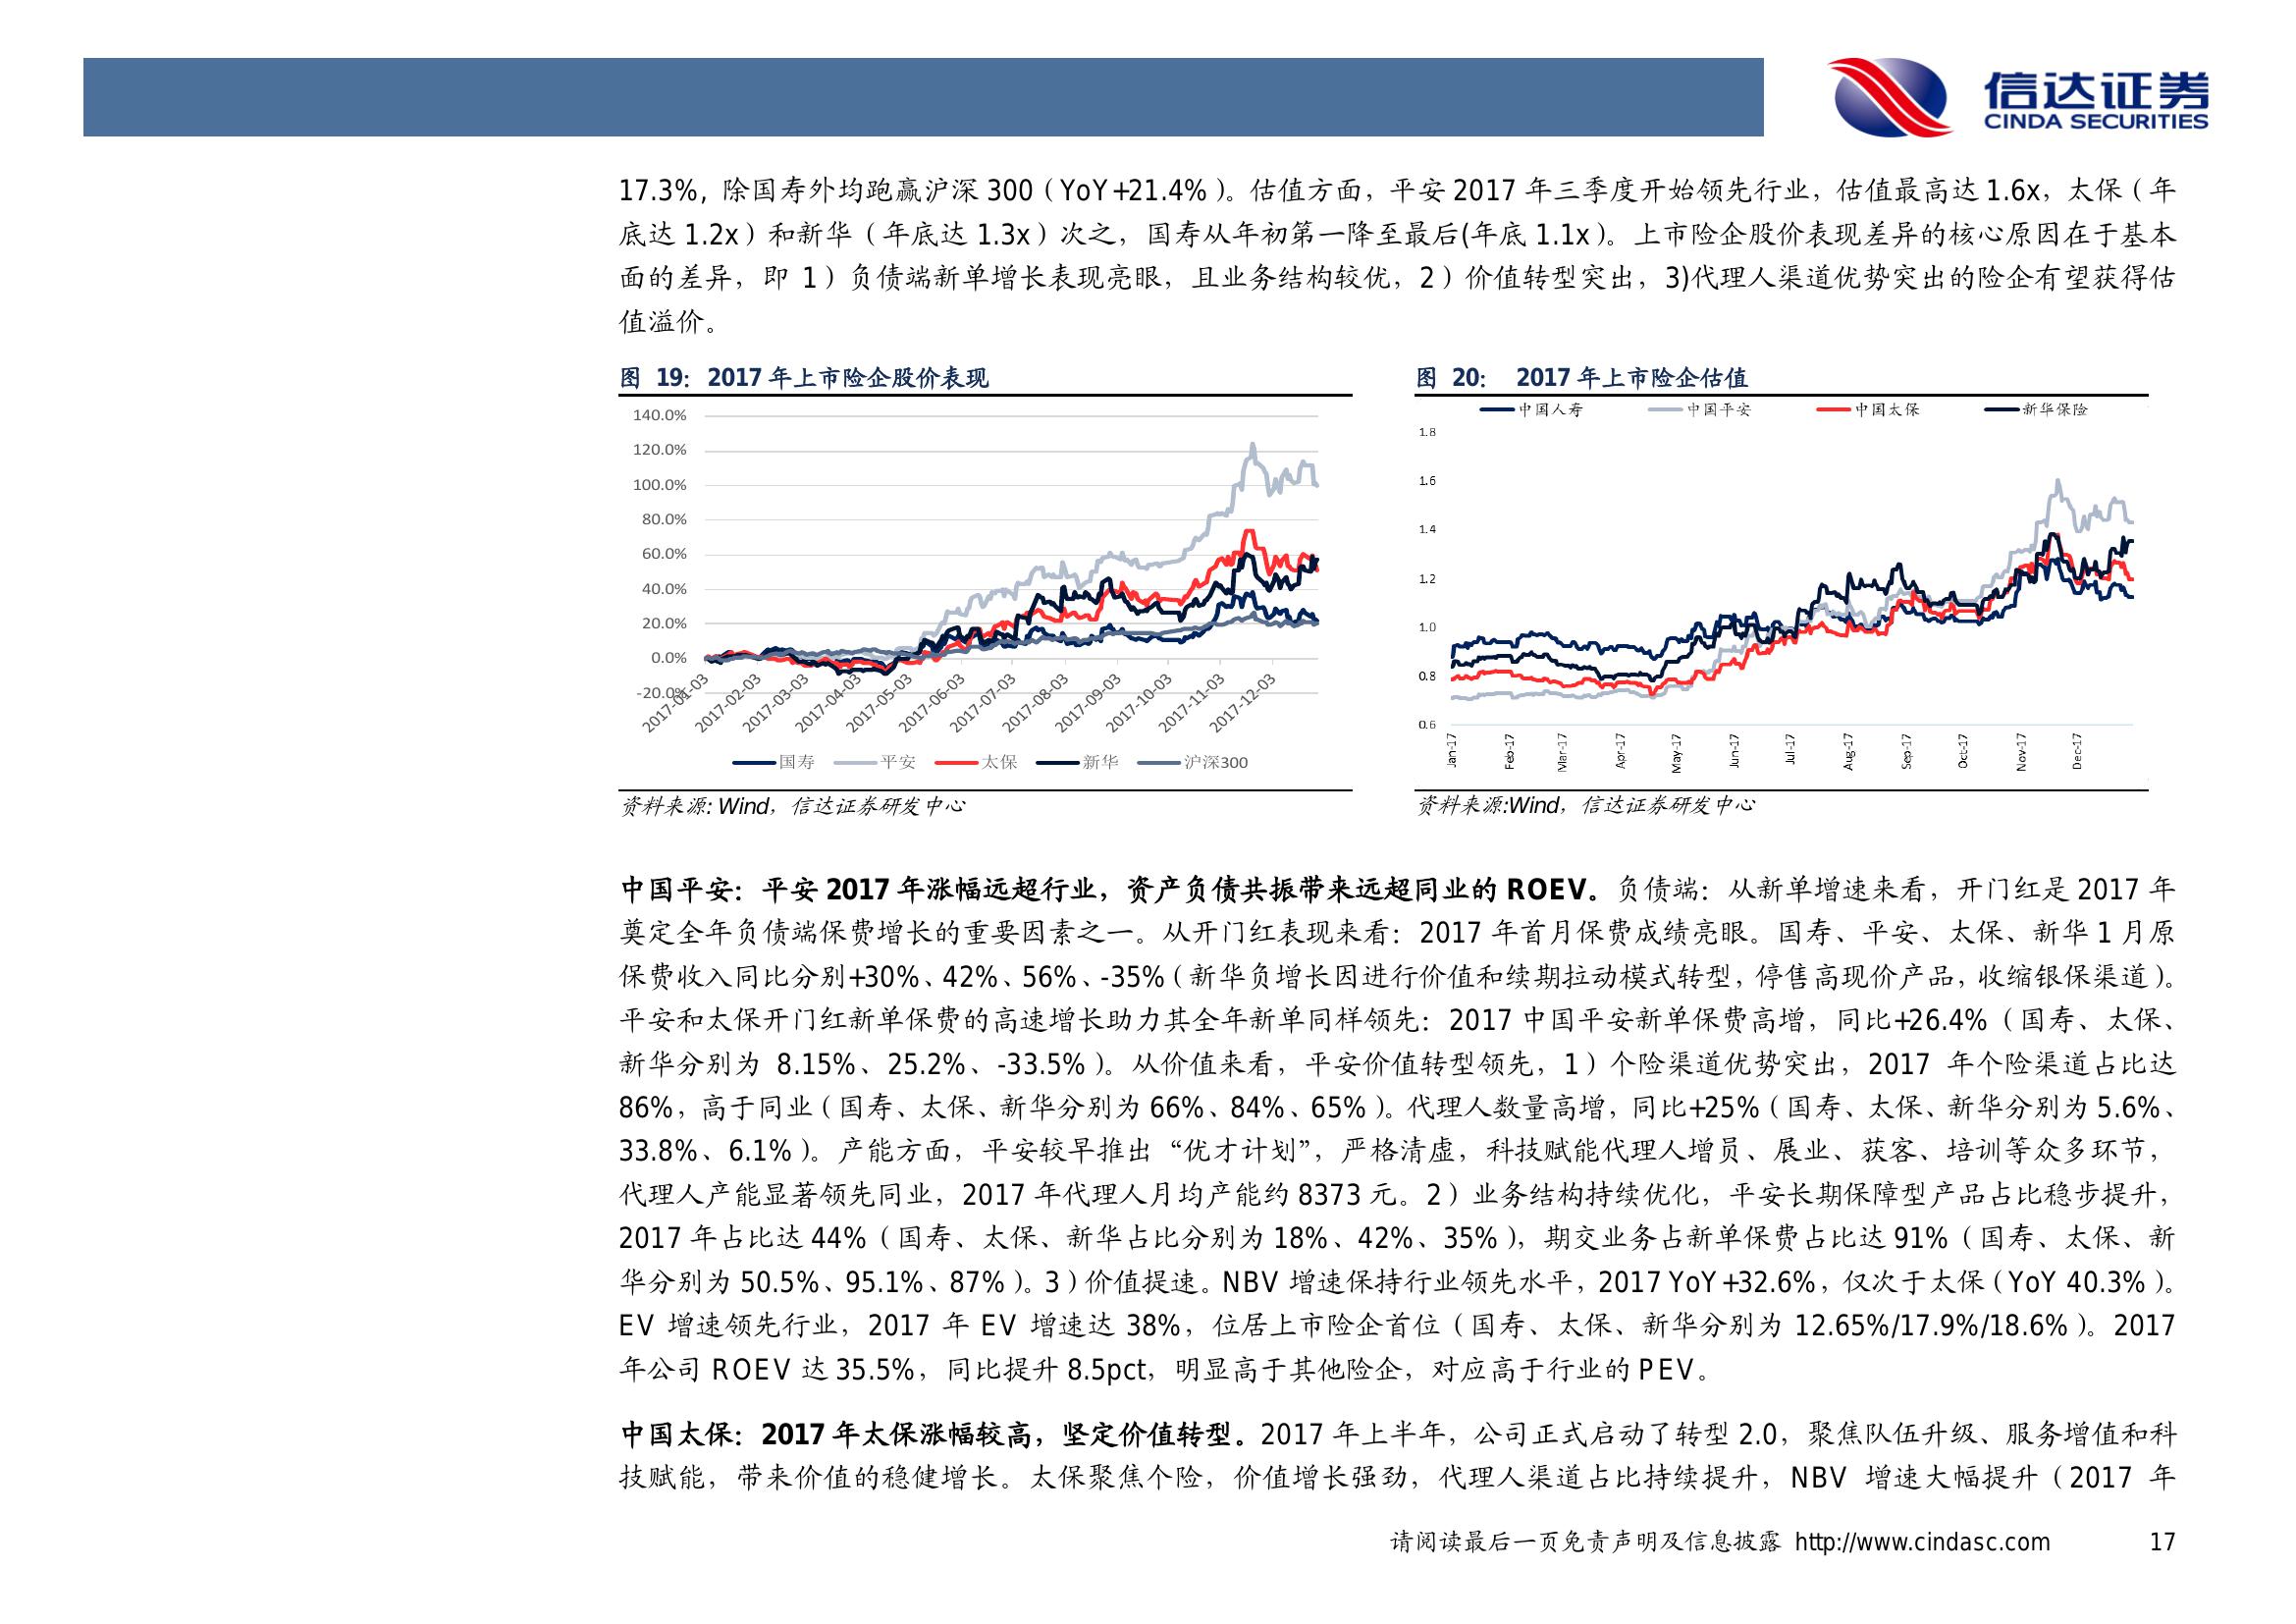 信达证券
CINDA SECURITIES
17.3%, 除国寿外均跑赢沪深 300（YoY+21.4%）。估值方面，平安 2017 年三季度开始领先行业，估值最高达 1.6x，太保（年
底达 1.2x）和新华（年底达 1.3x）次之，国寿从年初第一降至最后(年底 1.1x）。上市险企股价表现差异的核心原因在于基本
面的差异，即 1）负债端新单增长表现亮眼，且业务结构较优，2）价值转型突出，3)代理人渠道优势突出的险企有望获得估
值溢价。
图 19：2017 年上市险企股价表现
140.0%
120.0%
100.0%
80.0%
60.0%
40.0%
20.0%
0.0%
-20.0%
2017-01-03 2017-02-03 2017-03-03 2017-04-03 2017-05-03 2017-06-03 2017-07-03 2017-08-03 2017-09-03 2017-10-03 2017-11-03 2017-12-03
国寿 平安 太保 新华 沪深300
资料来源: Wind，信达证券研发中心
图 20： 2017 年上市险企估值
中国人寿 中国平安 中国太保 新华保险
1.8
1.6
1.4
1.2
1.0
0.8
0.6
Jan-17 Feb-17 Mar-17 Apr-17 May-17 Jun-17 Jul-17 Aug-17 Sep-17 Oct-17 Nov-17 Dec-17
资料来源:Wind，信达证券研发中心
中国平安：平安 2017 年涨幅远超行业，资产负债共振带来远超同业的 ROEV。负债端：从新单增速来看，开门红是 2017 年
奠定全年负债端保费增长的重要因素之一。从开门红表现来看：2017 年首月保费成绩亮眼。国寿、平安、太保、新华 1 月原
保费收入同比分别+30%、42%、56%、-35%（新华负增长因进行价值和续期拉动模式转型，停售高现价产品，收缩银保渠道）。
平安和太保开门红新单保费的高速增长助力其全年新单同样领先：2017 中国平安新单保费高增，同比+26.4%（国寿、太保、
新华分别为 8.15%、25.2%、-33.5%）。从价值来看，平安价值转型领先，1）个险渠道优势突出，2017 年个险渠道占比达
86%，高于同业（国寿、太保、新华分别为 66%、84%、65%）。代理人数量高增，同比+25%（国寿、太保、新华分别为 5.6%、
33.8%、6.1%）。产能方面，平安较早推出“优才计划”，严格清虚，科技赋能代理人增员、展业、获客、培训等众多环节，
代理人产能显著领先同业，2017 年代理人月均产能约 8373 元。2）业务结构持续优化，平安长期保障型产品占比稳步提升，
2017 年占比达 44%（国寿、太保、新华占比分别为 18%、42%、35%），期交业务占新单保费占比达 91%（国寿、太保、新
华分别为 50.5%、95.1%、87%）。3）价值提速。NBV 增速保持行业领先水平，2017 YoY+32.6%，仅次于太保（YoY 40.3%）。
EV 增速领先行业，2017 年 EV 增速达 38%，位居上市险企首位（国寿、太保、新华分别为 12.65%/17.9%/18.6%）。2017
年公司 ROEV 达 35.5%，同比提升 8.5pct，明显高于其他险企，对应高于行业的 PEV。
中国太保：2017 年太保涨幅较高，坚定价值转型。2017 年上半年，公司正式启动了转型 2.0，聚焦队伍升级、服务增值和科
技赋能，带来价值的稳健增长。太保聚焦个险，价值增长强劲，代理人渠道占比持续提升，NBV 增速大幅提升（2017 年
请阅读最后一页免责声明及信息披露 http://www.cindasc.com 17